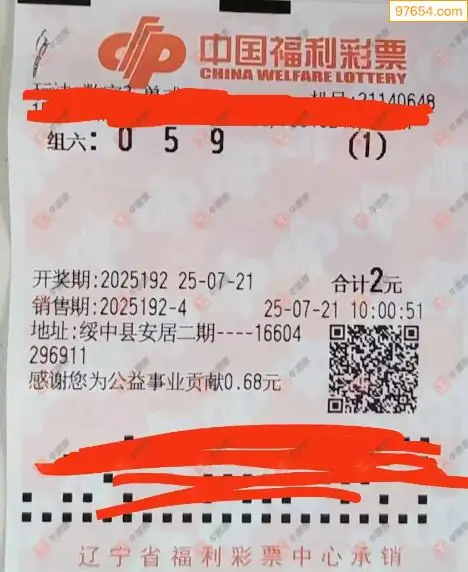 97654.com
中国福利彩票
CHINA WELFARE LOTTERY
机号:21140648
组六: 0 5 9 (1)
开奖期:2025192 25-07-21 合计2元
销售期:2025192-4 25-07-21 10:00:51
地址:绥中县安居二期----16604
296911
感谢您为公益事业贡献0.68元
辽宁省福利彩票中心承销